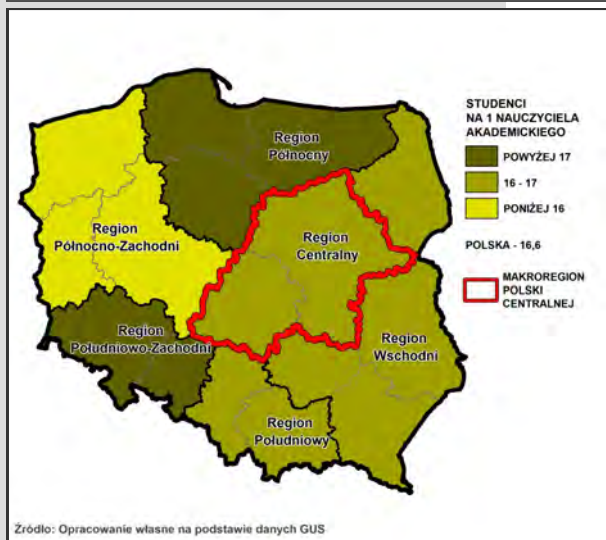 STUDENCI
NA 1 NAUCZYCIELA
AKADEMICKIEGO
POWYŻEJ 17
16 - 17
PONIŻEJ 16
POLSKA - 16,6
MAKROREGION
POLSKI
CENTRALNEJ
Region
Północny
Region
Północno-Zachodni
Region
Centralny
Region
Południowo-Zachodni
Region
Wschodni
Region
Południowy
Źródło: Opracowanie własne na podstawie danych GUS